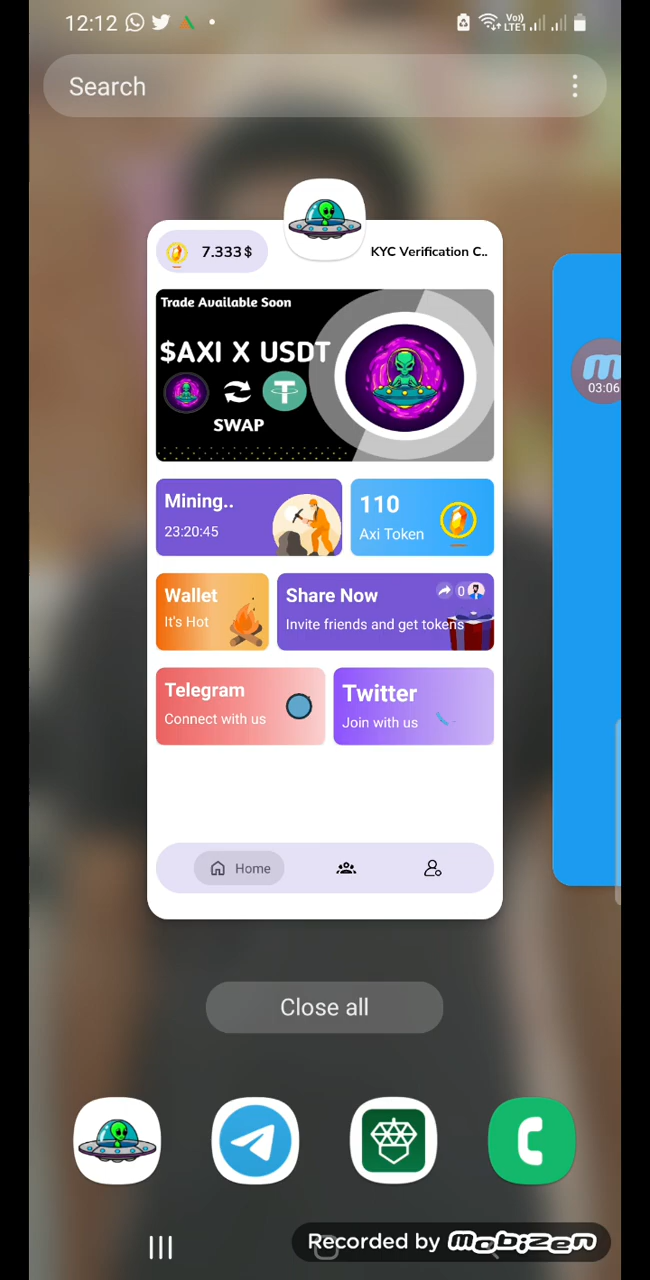 12:12
Vo)) LTE1
Search
7.333$
KYC Verification C..
Trade Available Soon
$AXI X USDT
SWAP
03:06
Mining..
23:20:45
110
Axi Token
Wallet
It's Hot
Share Now
0
Invite friends and get tokens
Telegram
Connect with us
Twitter
Join with us
Home
Close all
Recorded by mobizen